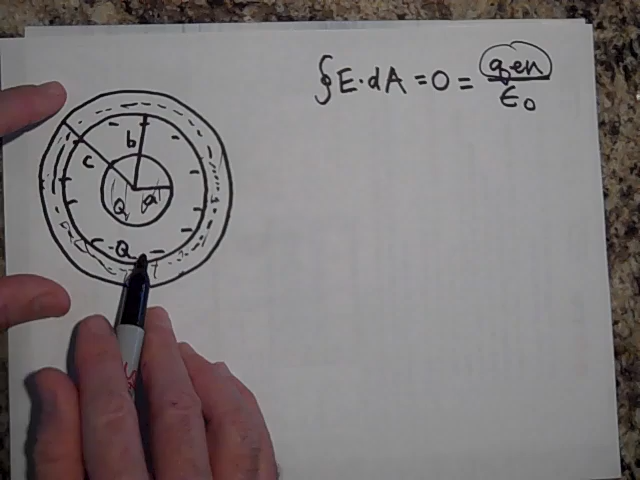 ∮E·dA = 0 = qen/ε₀
b
c
Q a
-Q